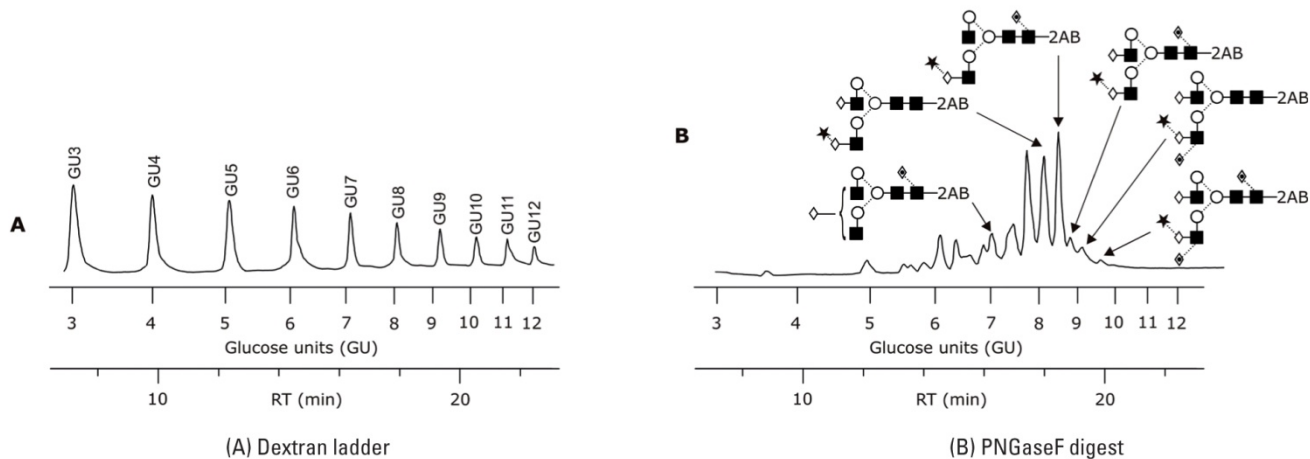 A
GU3
GU4
GU5
GU6
GU7
GU8
GU9
GU10
GU11
GU12
3 4 5 6 7 8 9 10 11 12
Glucose units (GU)
10 20
RT (min)
(A) Dextran ladder
B
2AB
2AB
2AB
2AB
2AB
2AB
3 4 5 6 7 8 9 10 11 12
Glucose units (GU)
10 20
RT (min)
(B) PNGaseF digest